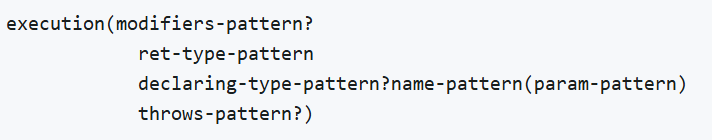 execution(modifiers-pattern?
ret-type-pattern
declaring-type-pattern?name-pattern(param-pattern)
throws-pattern?)